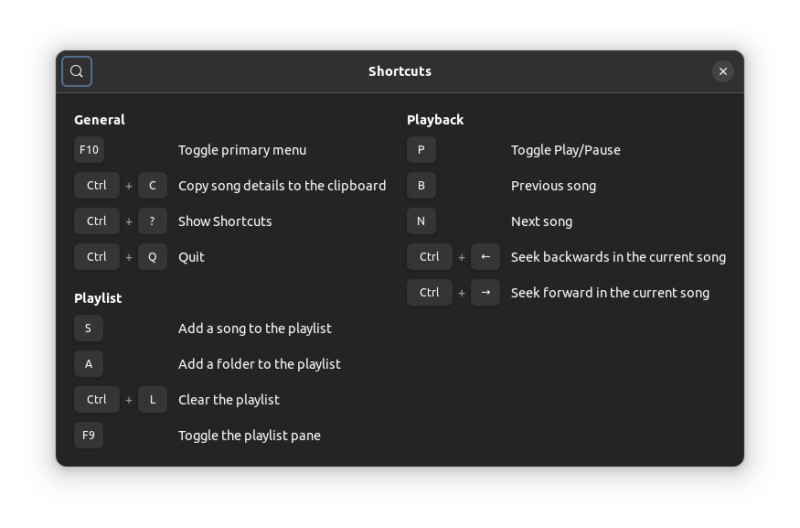 Shortcuts
General
F10 Toggle primary menu
Ctrl + C Copy song details to the clipboard
Ctrl + ? Show Shortcuts
Ctrl + Q Quit
Playlist
S Add a song to the playlist
A Add a folder to the playlist
Ctrl + L Clear the playlist
F9 Toggle the playlist pane
Playback
P Toggle Play/Pause
B Previous song
N Next song
Ctrl + ← Seek backwards in the current song
Ctrl + → Seek forward in the current song